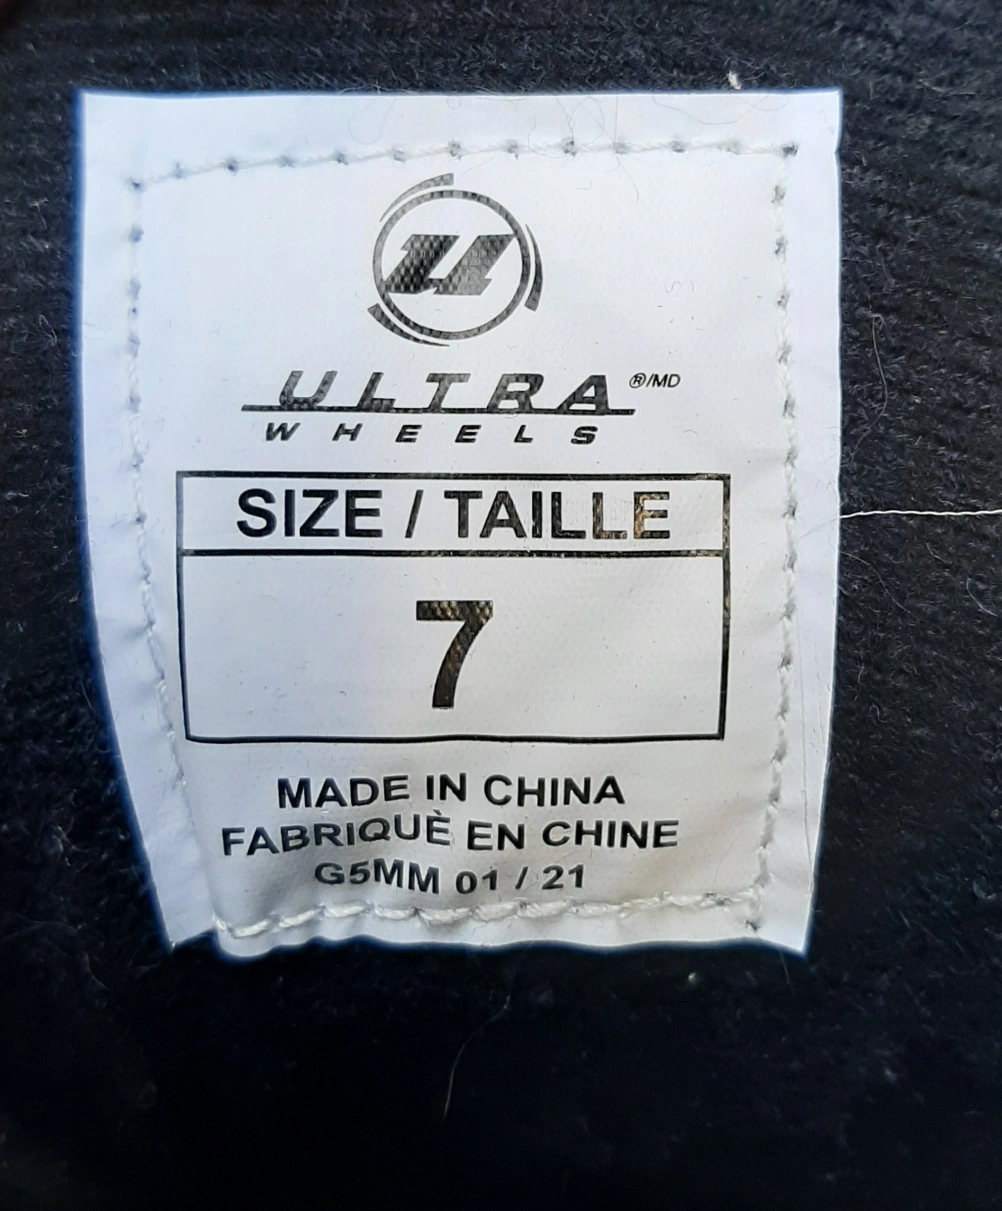 U
ULTRA ®/MD
WHEELS
SIZE / TAILLE
7
MADE IN CHINA
FABRIQUÈ EN CHINE
G5MM 01 / 21